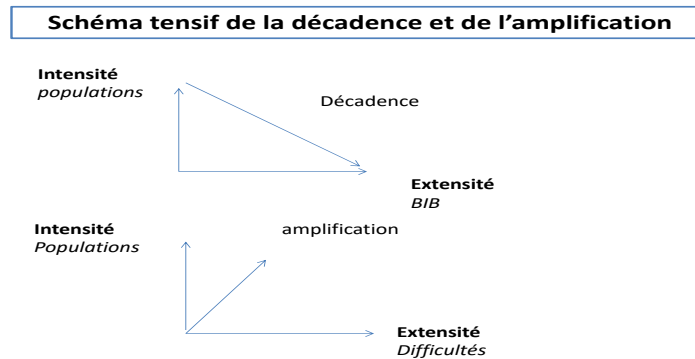 Schéma tensif de la décadence et de l'amplification
Intensité
populations
Décadence
Extensité
BIB
Intensité
Populations
amplification
Extensité
Difficultés